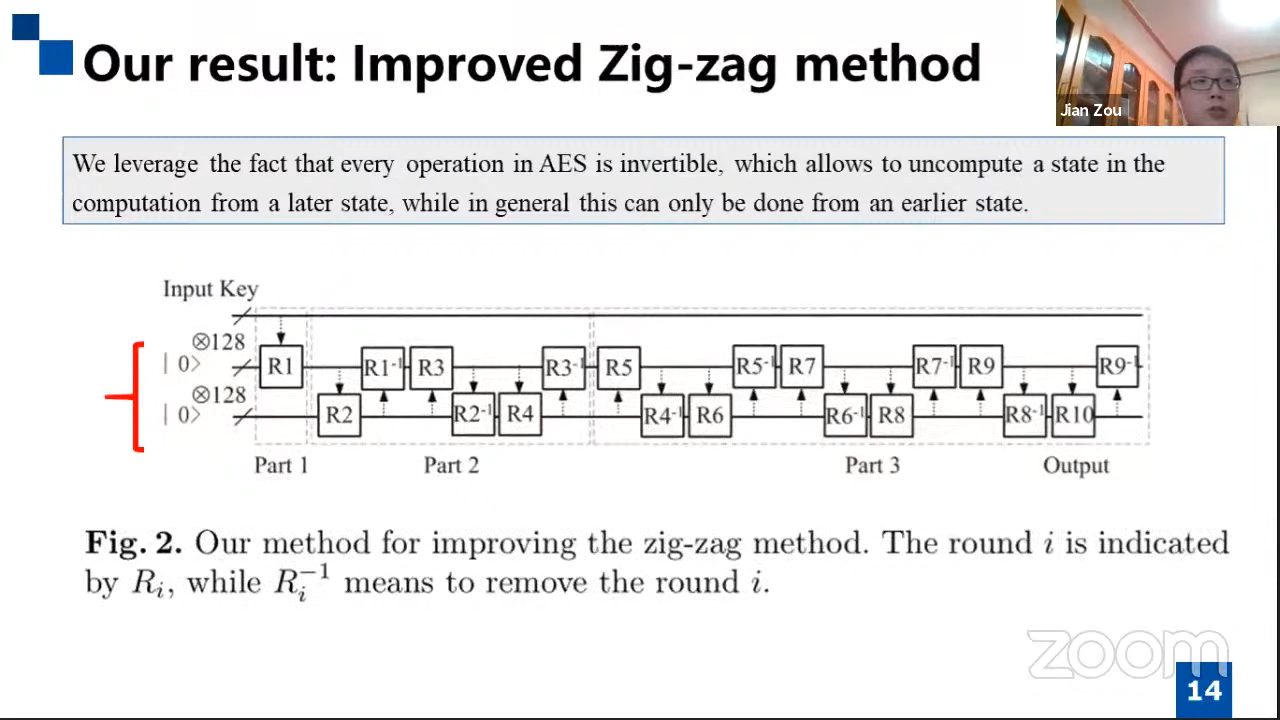 Our result: Improved Zig-zag method
Jian Zou
We leverage the fact that every operation in AES is invertible, which allows to uncompute a state in the
computation from a later state, while in general this can only be done from an earlier state.
Input Key
⊗128
| 0⟩
⊗128
| 0⟩
R1 R1⁻¹ R3 R3⁻¹ R5 R5⁻¹ R7 R7⁻¹ R9 R9⁻¹
R2 R2⁻¹ R4 R4⁻¹ R6 R6⁻¹ R8 R8⁻¹ R10
Part 1 Part 2 Part 3 Output
Fig. 2. Our method for improving the zig-zag method. The round i is indicated
by Rᵢ, while Rᵢ⁻¹ means to remove the round i.
zoom
14